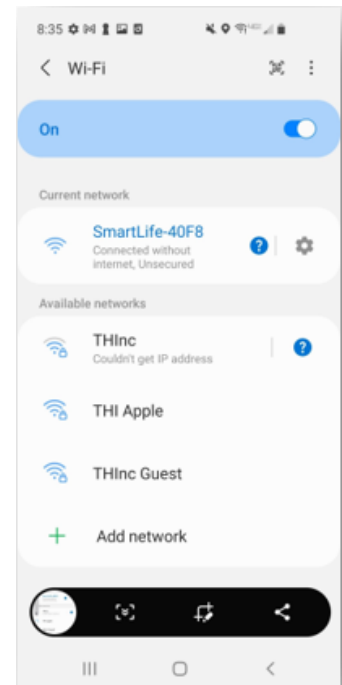 8:35
Wi-Fi
On
Current network
SmartLife-40F8
Connected without
internet, Unsecured
Available networks
THInc
Couldn't get IP address
THI Apple
THInc Guest
Add network